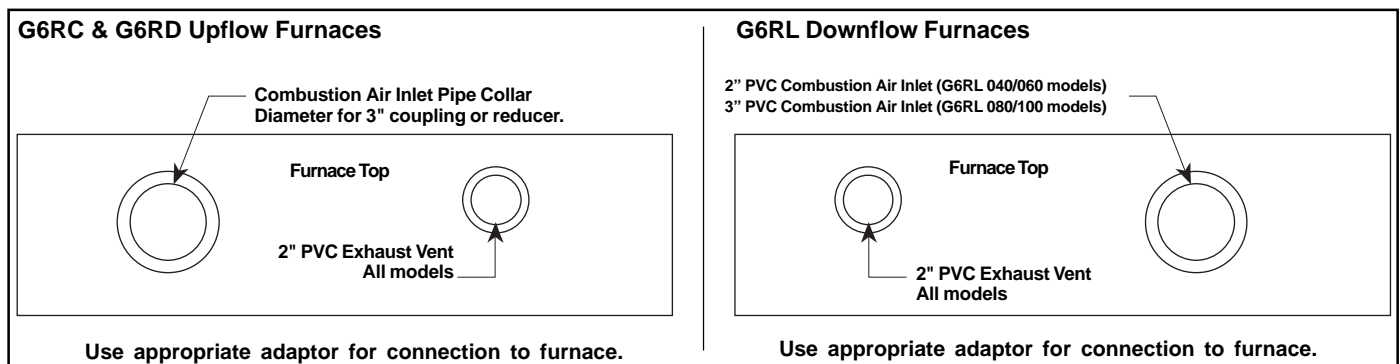 G6RC & G6RD Upflow Furnaces
Combustion Air Inlet Pipe Collar
Diameter for 3" coupling or reducer.
Furnace Top
2" PVC Exhaust Vent
All models
Use appropriate adaptor for connection to furnace.
G6RL Downflow Furnaces
2” PVC Combustion Air Inlet (G6RL 040/060 models)
3” PVC Combustion Air Inlet (G6RL 080/100 models)
Furnace Top
2" PVC Exhaust Vent
All models
Use appropriate adaptor for connection to furnace.